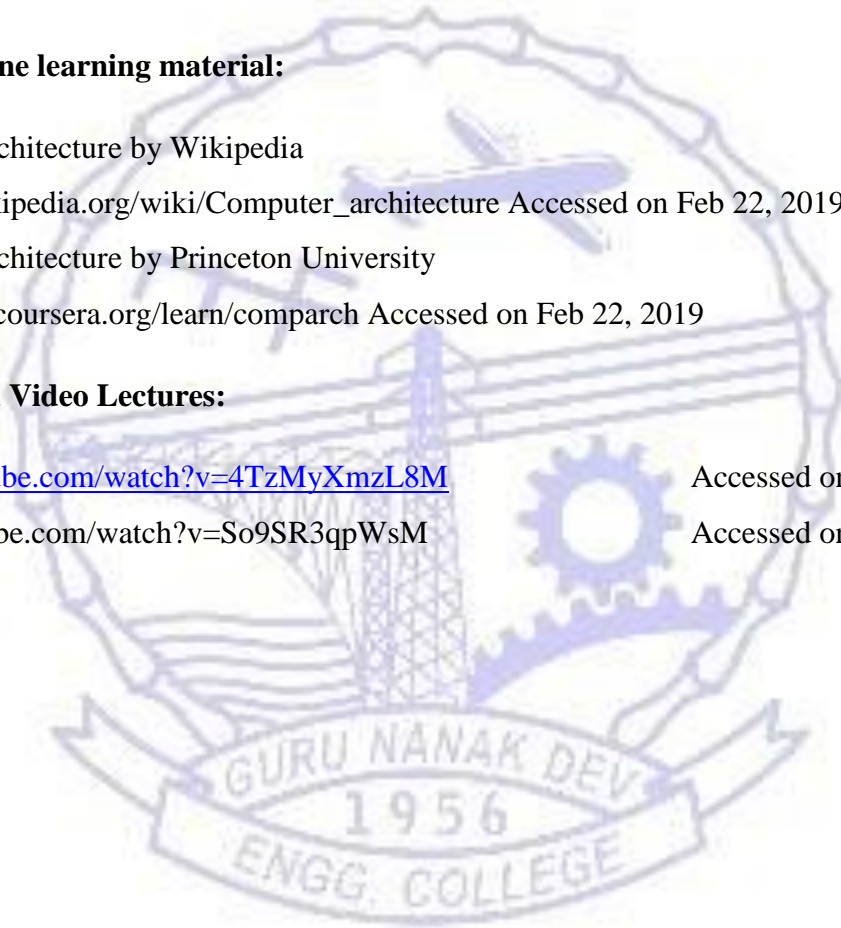 ne learning material:
chitecture by Wikipedia
ipedia.org/wiki/Computer_architecture Accessed on Feb 22, 2019
chitecture by Princeton University
coursera.org/learn/comparch Accessed on Feb 22, 2019
Video Lectures:
be.com/watch?v=4TzMyXmzL8M Accessed on
be.com/watch?v=So9SR3qpWsM Accessed on
GURU NANAK DEV
1956
ENGG. COLLEGE